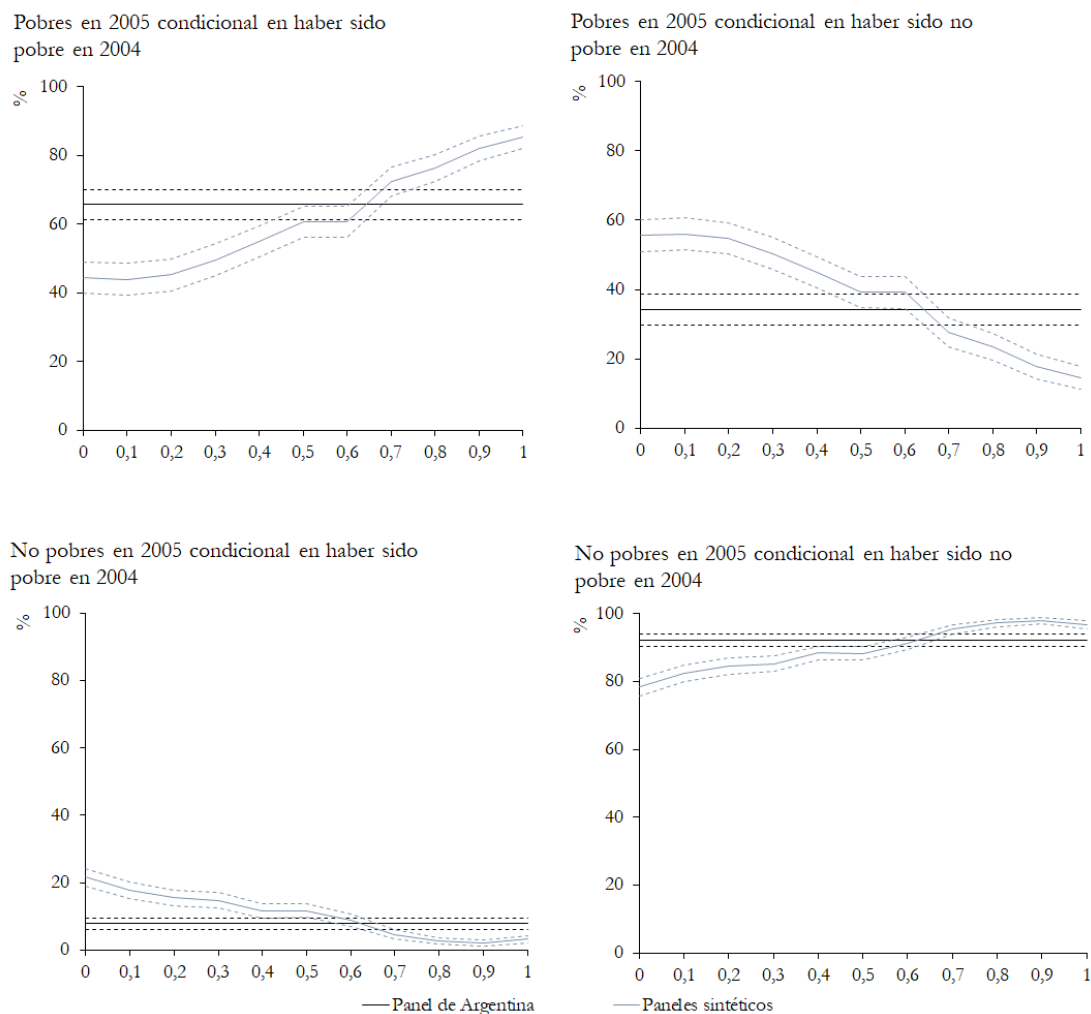 Pobres en 2005 condicional en haber sido
pobre en 2004
%
100
80
60
40
20
0
0 0,1 0,2 0,3 0,4 0,5 0,6 0,7 0,8 0,9 1
Pobres en 2005 condicional en haber sido no
pobre en 2004
%
100
80
60
40
20
0
0 0,1 0,2 0,3 0,4 0,5 0,6 0,7 0,8 0,9 1
No pobres en 2005 condicional en haber sido
pobre en 2004
%
100
80
60
40
20
0
0 0,1 0,2 0,3 0,4 0,5 0,6 0,7 0,8 0,9 1
No pobres en 2005 condicional en haber sido no
pobre en 2004
%
100
80
60
40
20
0
0 0,1 0,2 0,3 0,4 0,5 0,6 0,7 0,8 0,9 1
Panel de Argentina
Paneles sintéticos